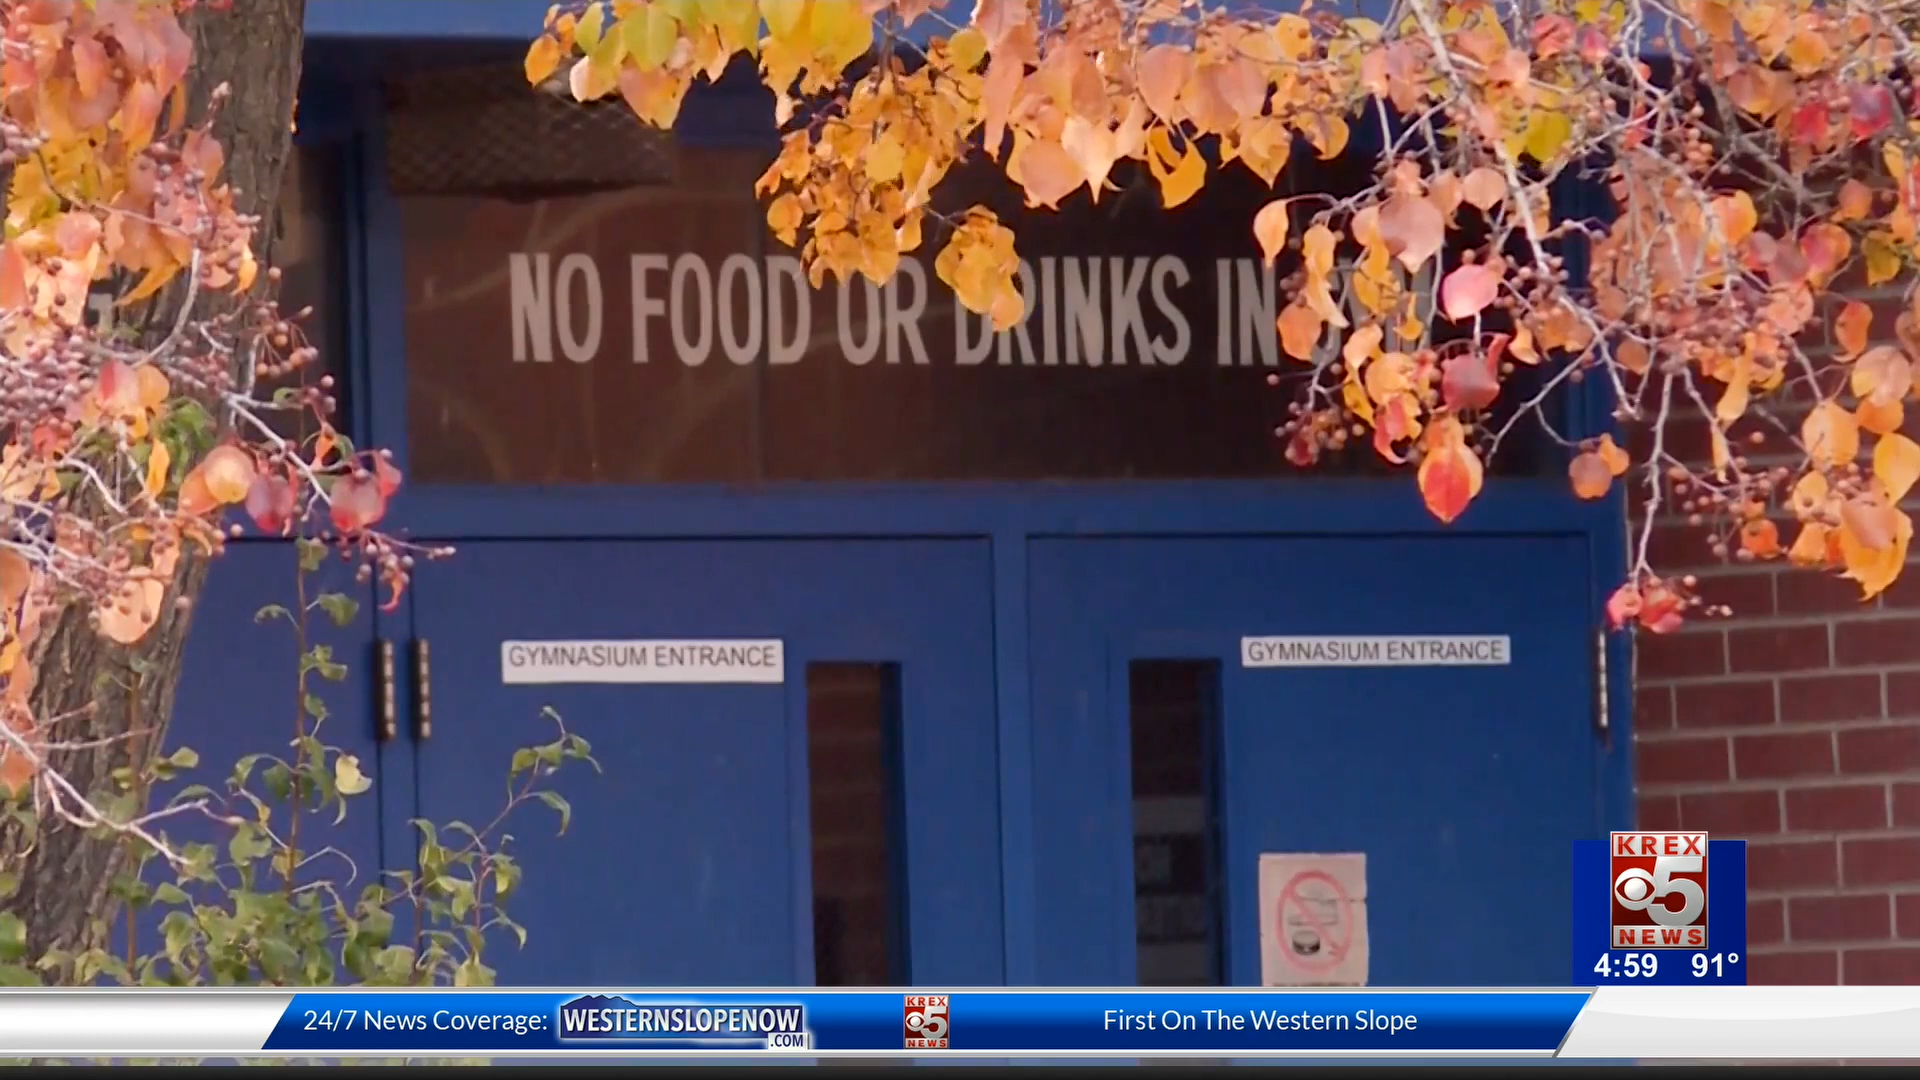 NO FOOD OR DRINKS IN
GYMNASIUM ENTRANCE
GYMNASIUM ENTRANCE
KREX
5
NEWS
4:59 91°
24/7 News Coverage: WESTERNSLOPENOW
.COM
KREX
5
NEWS
First On The Western Slope